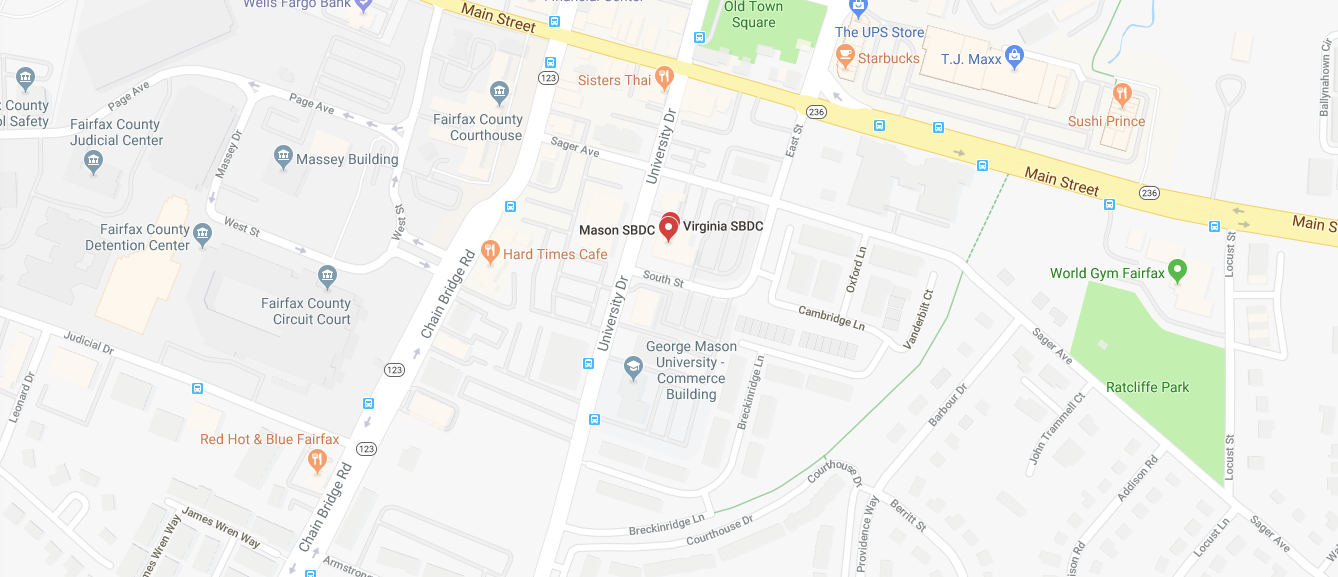 Wells Fargo Bank
Main Street
Old Town
Square
The UPS Store
Starbucks
T.J. Maxx
Sushi Prince
Ballynahown Cir
123
Sisters Thai
236
Page Ave
Page Ave
Fairfax County
Courthouse
Fairfax County
Judicial Center
x County
ol Safety
Massey Dr
Massey Building
Sager Ave
University Dr
East St
Main Street
236
Main S
West St
West St
Fairfax County
Detention Center
Mason SBDC
Virginia SBDC
Hard Times Cafe
South St
Oxford Ln
Cambridge Ln
Vanderbilt Ct
World Gym Fairfax
Locust St
Fairfax County
Circuit Court
Chain Bridge Rd
University Dr
Judicial Dr
Leonard Dr
123
George Mason
University -
Commerce
Building
Breckinridge Ln
Sager Ave
Barbour Dr
John Trammell Ct
Ratcliffe Park
Locust St
Red Hot & Blue Fairfax
123
Chain Bridge Rd
James Wren Way
James Wren Way
Armstrong
Breckinridge Ln
Courthouse Dr
Courthouse Dr
Providence Way
Berritt St
Addison Rd
Addison Rd
Locust Ln
Sager Ave